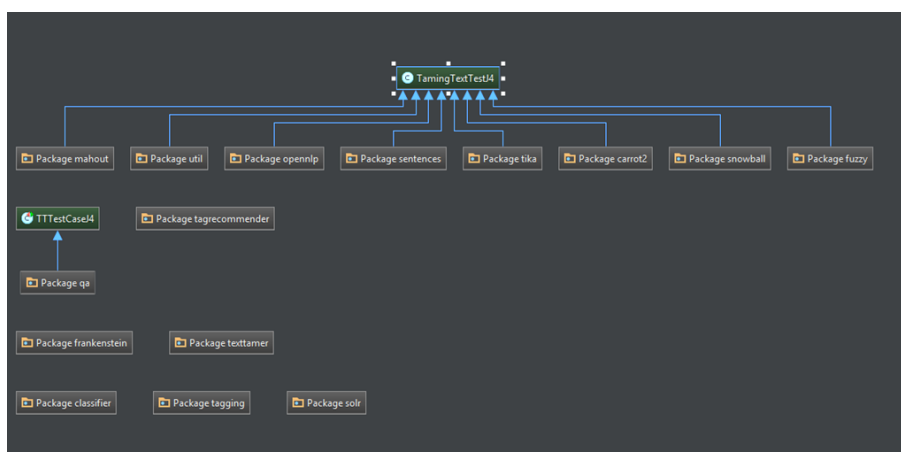 TamingTextTestJ4
Package mahout
Package util
Package opennlp
Package sentences
Package tika
Package carrot2
Package snowball
Package fuzzy
TTTestCaseJ4
Package tagrecommender
Package qa
Package frankenstein
Package texttamer
Package classifier
Package tagging
Package solr